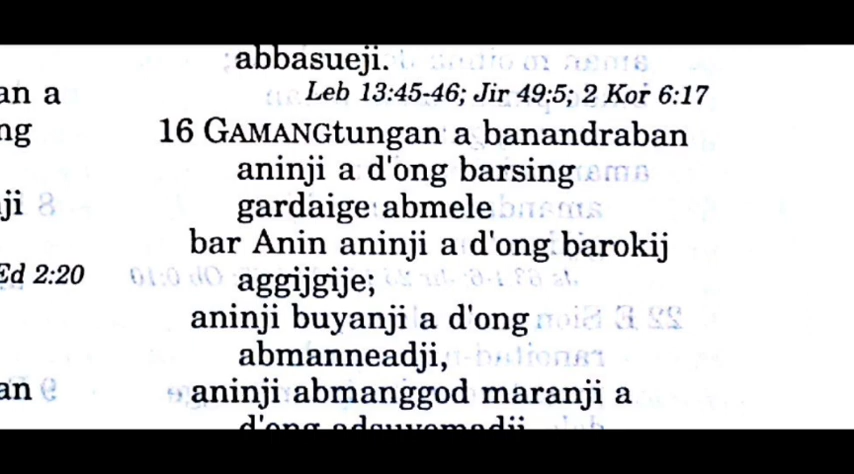 abbasueji.
Leb 13:45-46; Jir 49:5; 2 Kor 6:17
16 GAMANGtungan a banandraban
aninji a d'ong barsing
gardaige abmele
bar Anin aninji a d'ong barokij
aggijgije;
aninji buyanji a d'ong
abmanneadji,
aninji abmanggod maranji a
an a
ng
ji
Ed 2:20
an